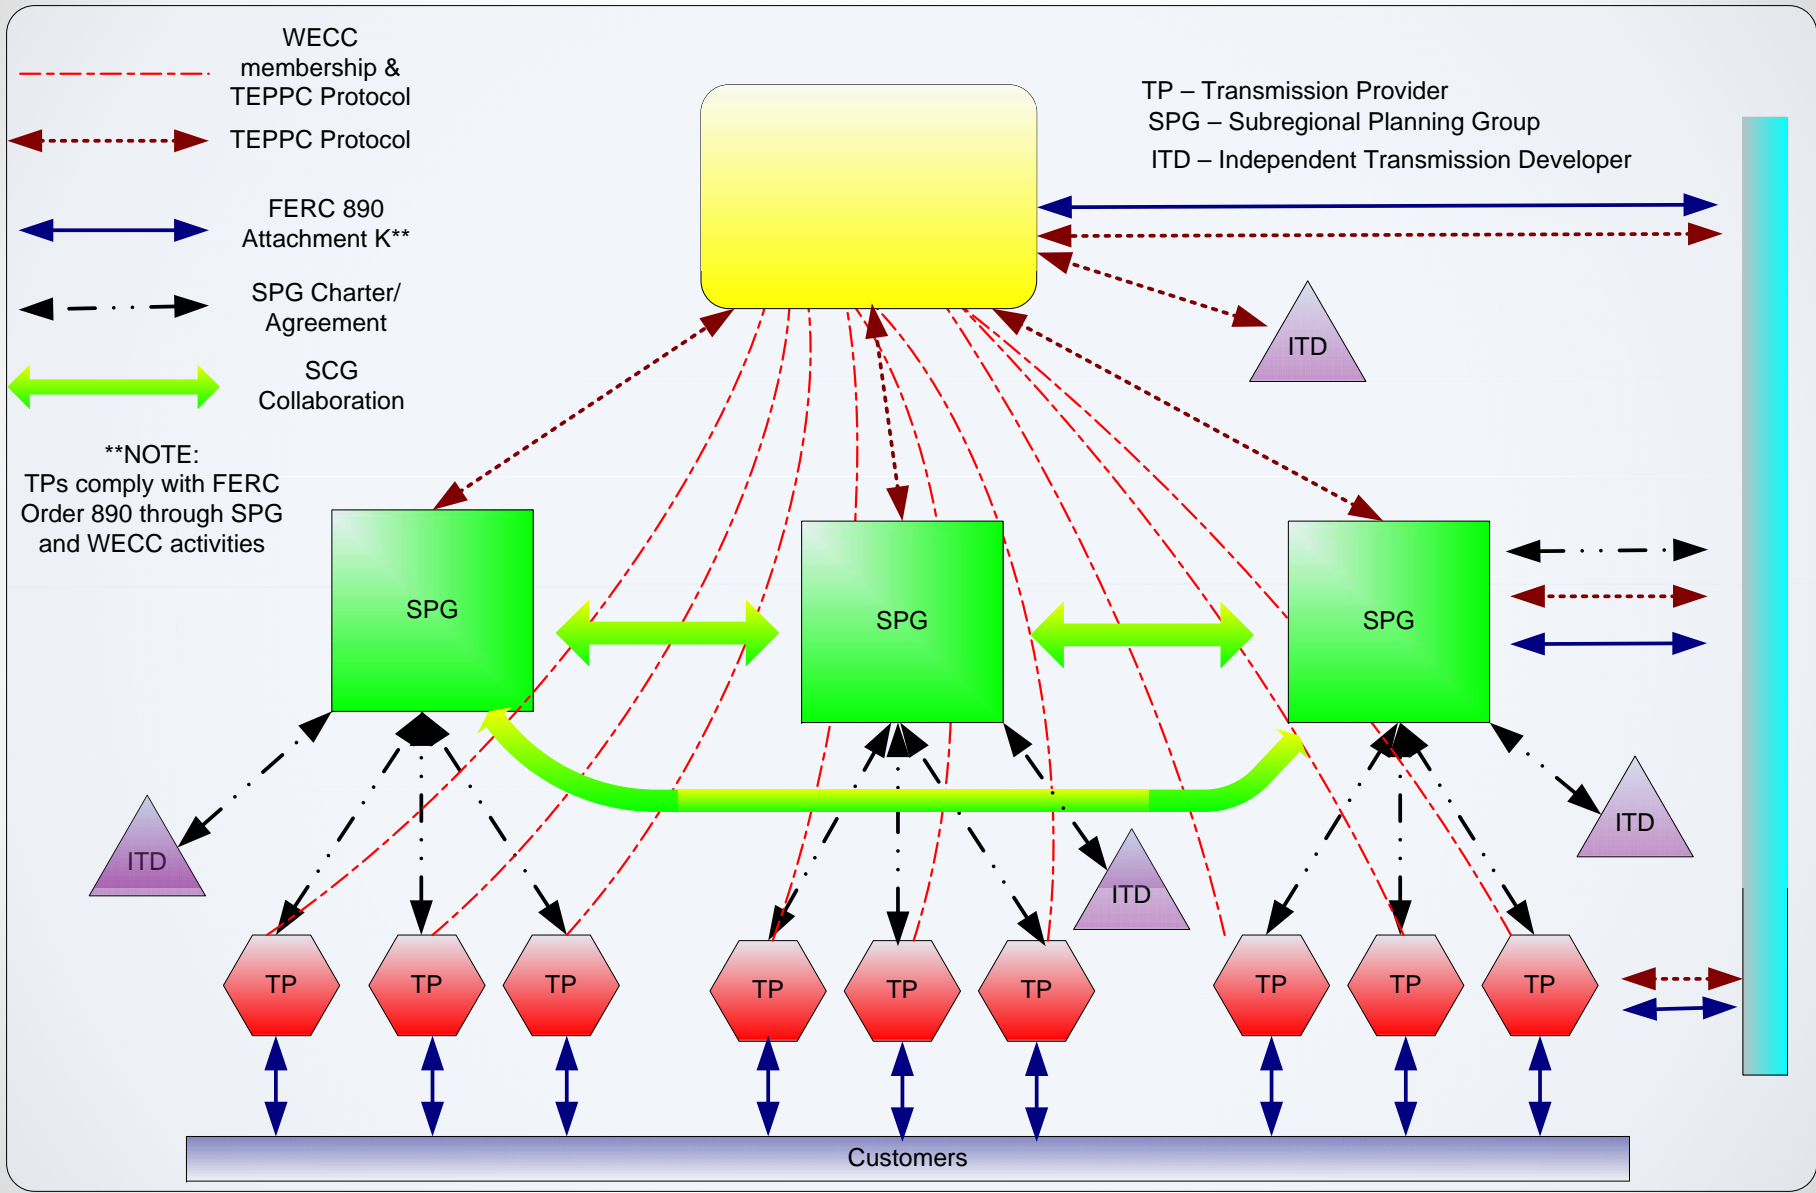 WECC
membership &
TEPPC Protocol
TEPPC Protocol
FERC 890
Attachment K**
SPG Charter/
Agreement
SCG
Collaboration
**NOTE:
TPs comply with FERC
Order 890 through SPG
and WECC activities
TP – Transmission Provider
SPG – Subregional Planning Group
ITD – Independent Transmission Developer
ITD
SPG
SPG
SPG
ITD
ITD
ITD
TP
TP
TP
TP
TP
TP
TP
TP
TP
Customers